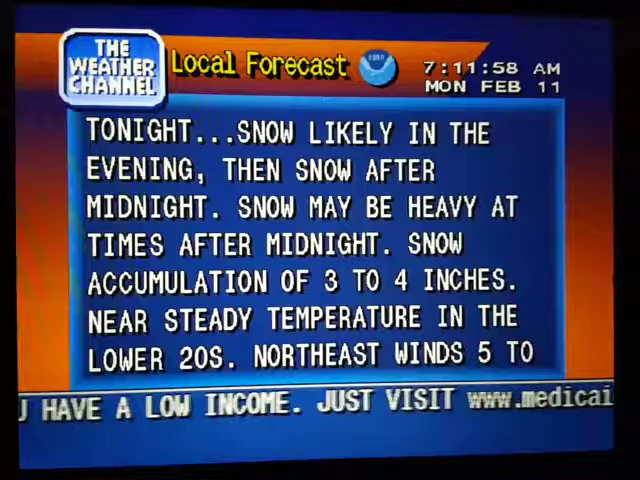 THE
WEATHER
CHANNEL
Local Forecast
7:11:58 AM
MON FEB 11
TONIGHT...SNOW LIKELY IN THE
EVENING, THEN SNOW AFTER
MIDNIGHT. SNOW MAY BE HEAVY AT
TIMES AFTER MIDNIGHT. SNOW
ACCUMULATION OF 3 TO 4 INCHES.
NEAR STEADY TEMPERATURE IN THE
LOWER 20S. NORTHEAST WINDS 5 TO
HAVE A LOW INCOME. JUST VISIT www.medicai